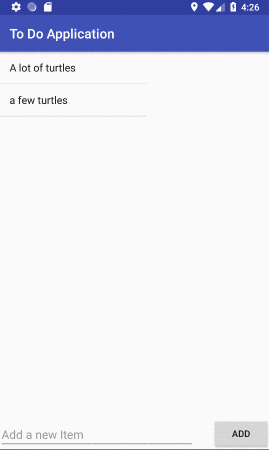 4:26
To Do Application
A lot of turtles
a few turtles
Add a new Item
ADD